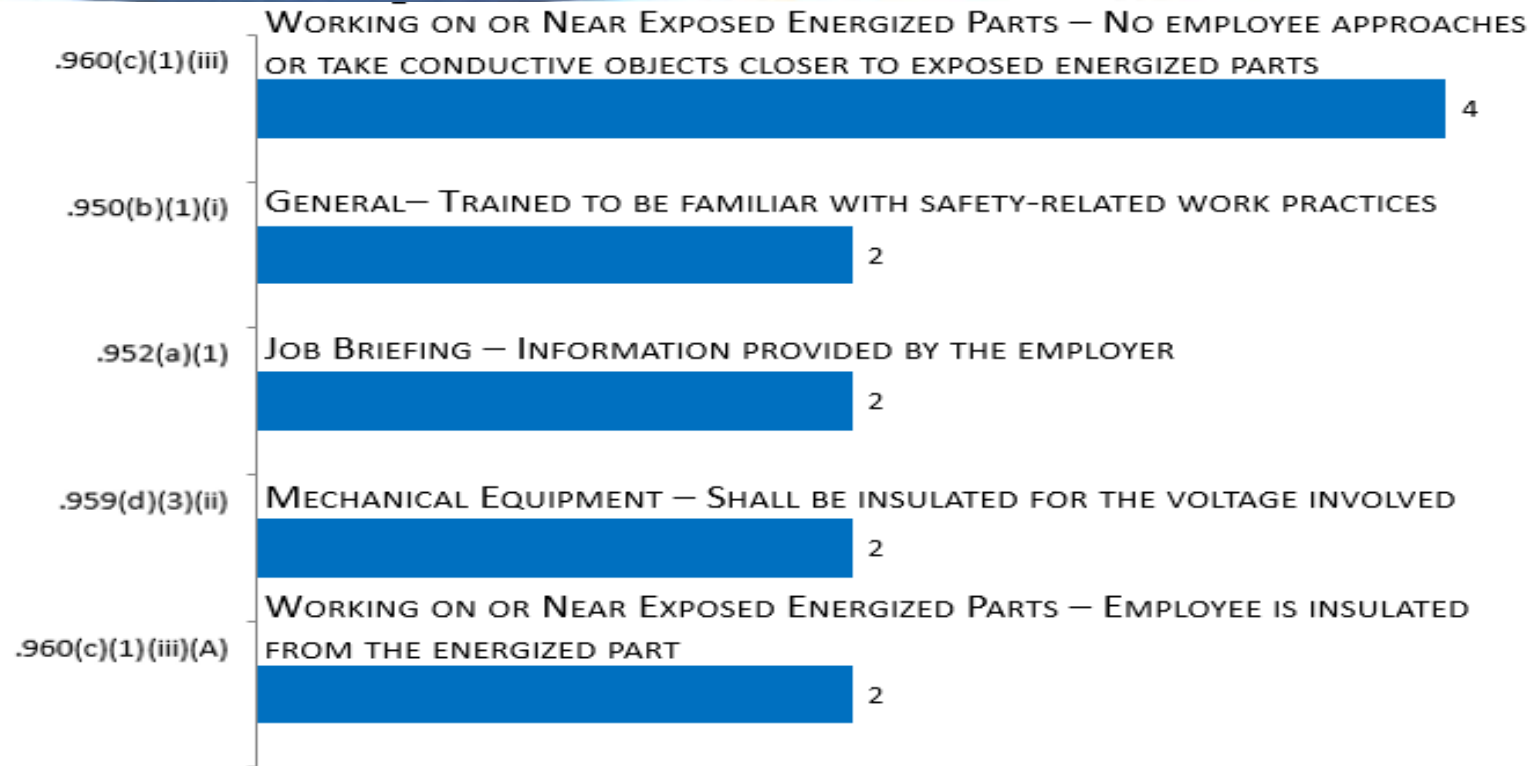 Working on or Near Exposed Energized Parts – No employee approaches
.960(c)(1)(iii) or take conductive objects closer to exposed energized parts
4
.950(b)(1)(i) General– Trained to be familiar with safety-related work practices
2
.952(a)(1) Job Briefing – Information provided by the employer
2
.959(d)(3)(ii) Mechanical Equipment – Shall be insulated for the voltage involved
2
Working on or Near Exposed Energized Parts – Employee is insulated
.960(c)(1)(iii)(A) from the energized part
2